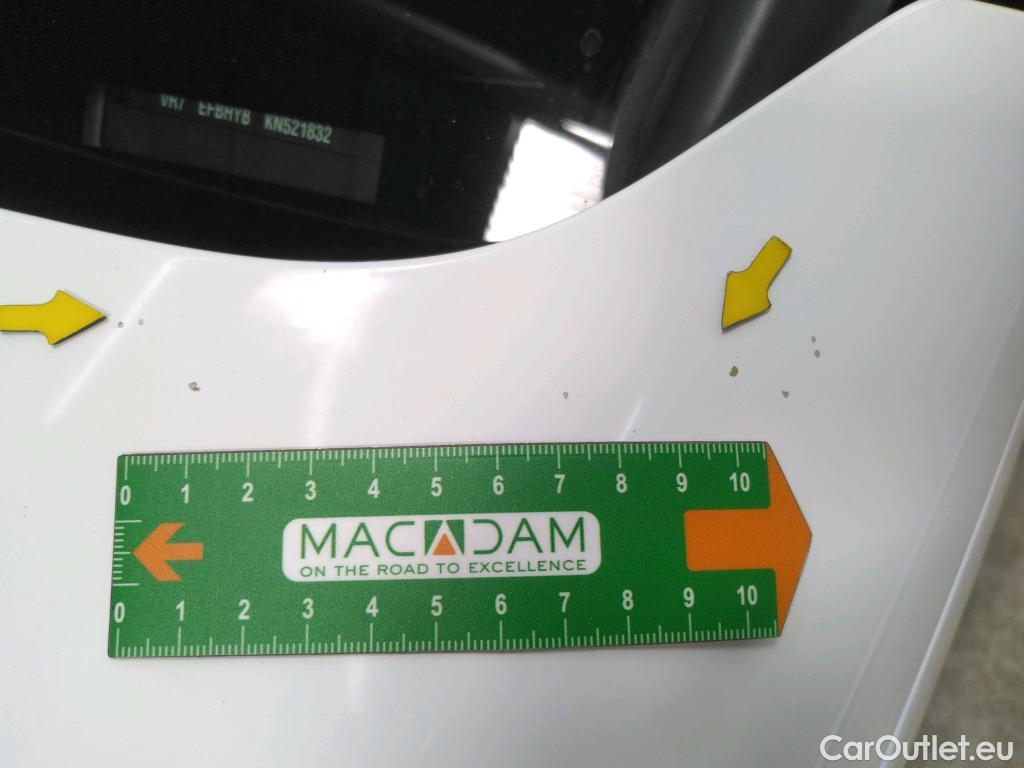 VR7 EFBHYB KN521832
0 1 2 3 4 5 6 7 8 9 10
MACADAM
ON THE ROAD TO EXCELLENCE
0 1 2 3 4 5 6 7 8 9 10
CarOutlet.eu